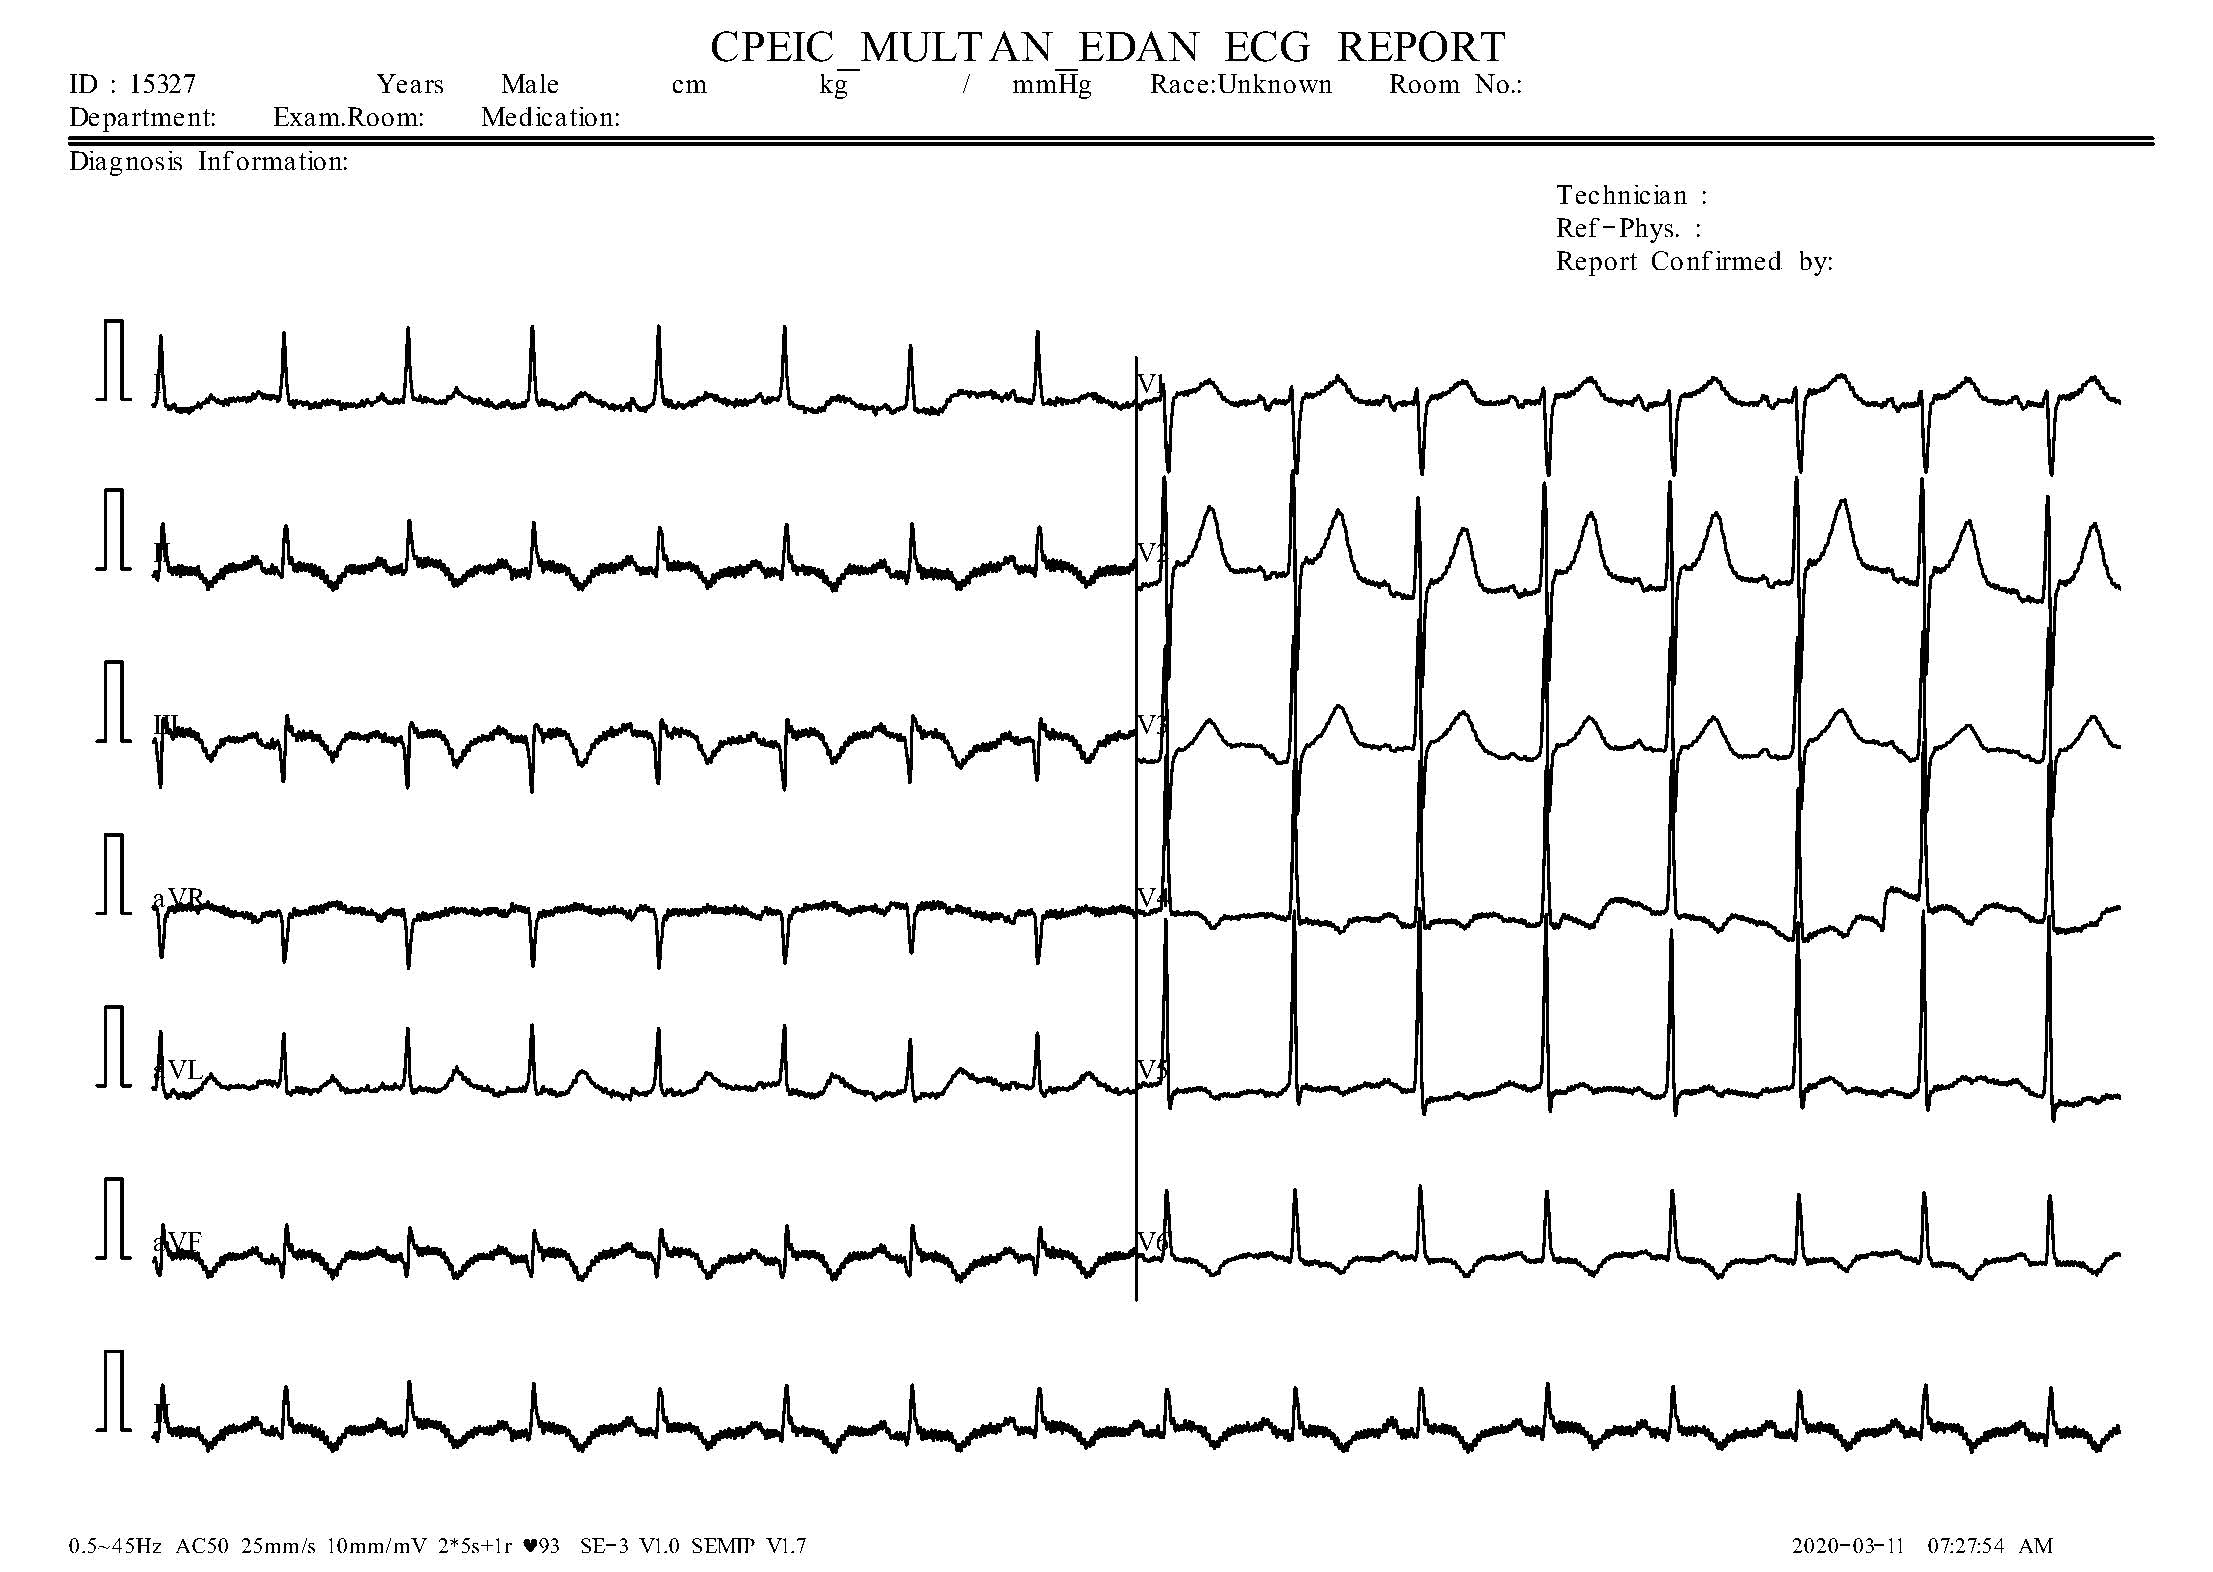 CPEIC_MULTAN_EDAN ECG REPORT
ID : 15327 Years Male cm kg / mmHg Race:Unknown Room No.:
Department: Exam.Room: Medication:
Diagnosis Information:
Technician :
Ref-Phys. :
Report Confirmed by:
I V1
II V2
III V3
aVR V4
aVL V5
aVF V6
II
0.5~45Hz AC50 25mm/s 10mm/mV 2*5s+1r ♥93 SE-3 V1.0 SEMIP V1.7 2020-03-11 07:27:54 AM